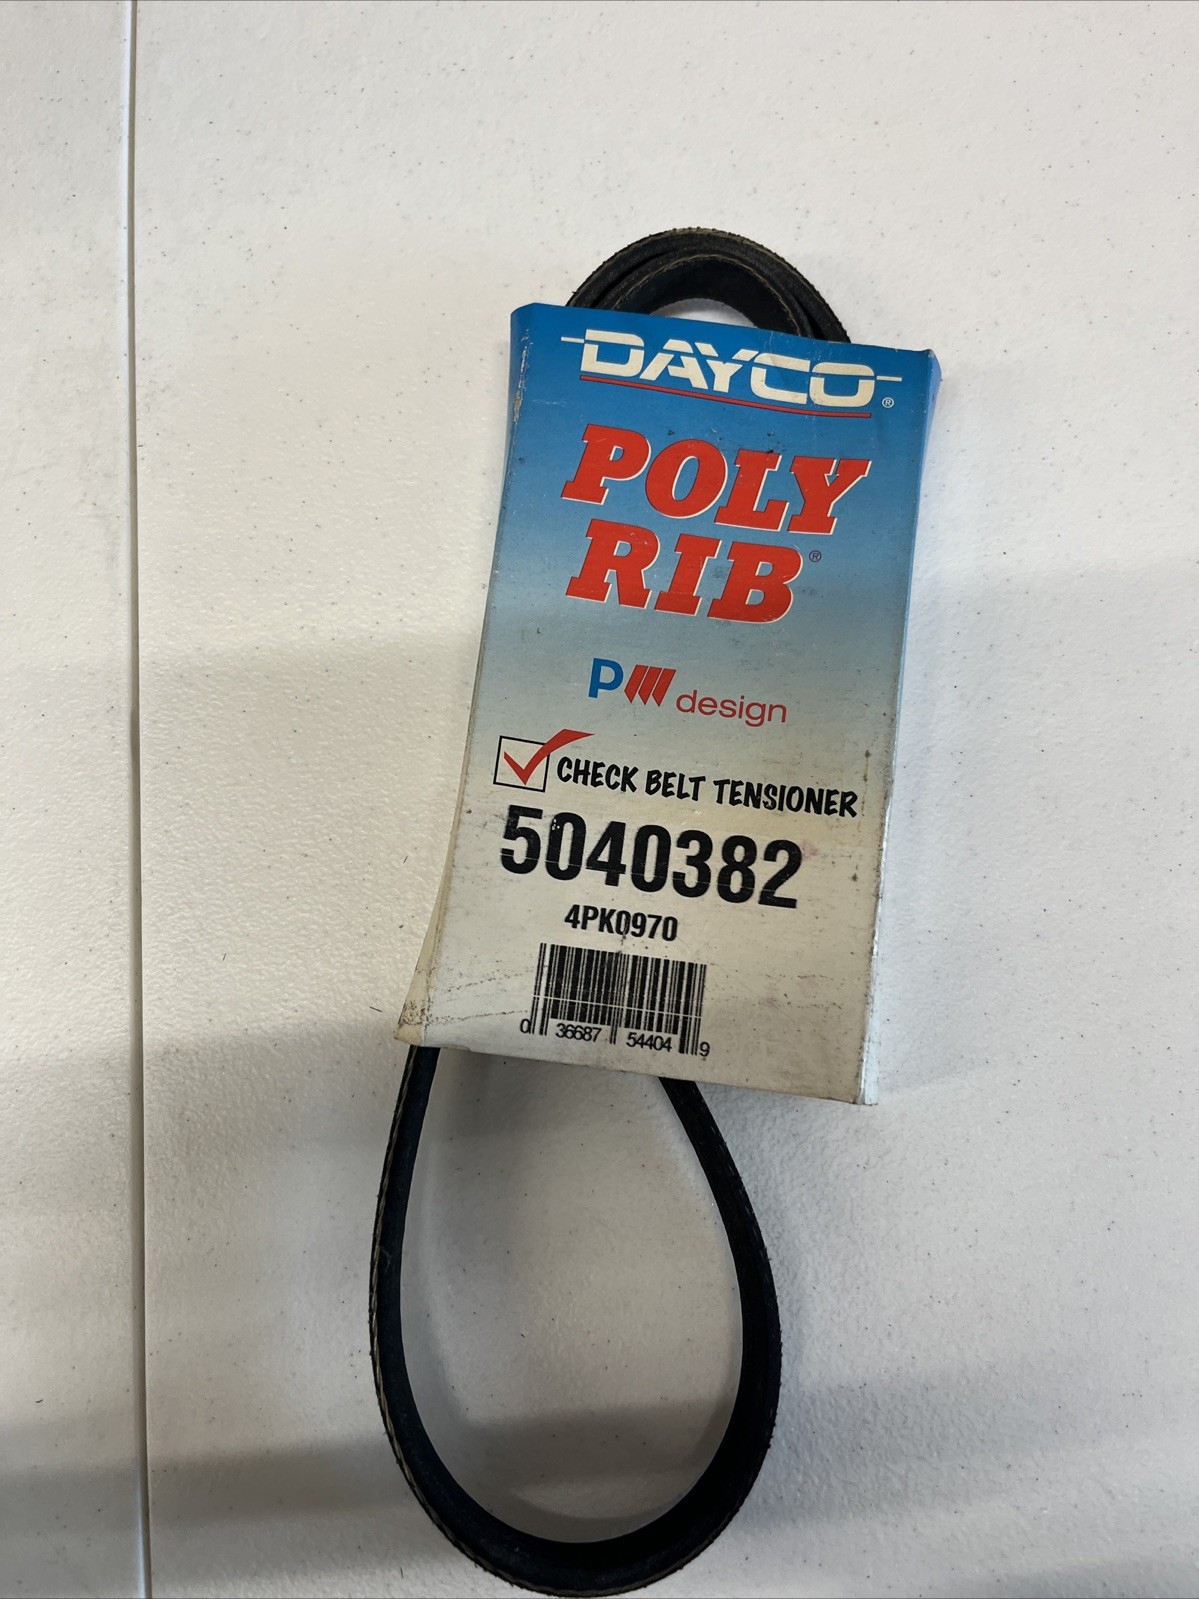 DAYCO®
POLY
RIB®
P design
CHECK BELT TENSIONER
5040382
4PK0970
0 36687 54404 9